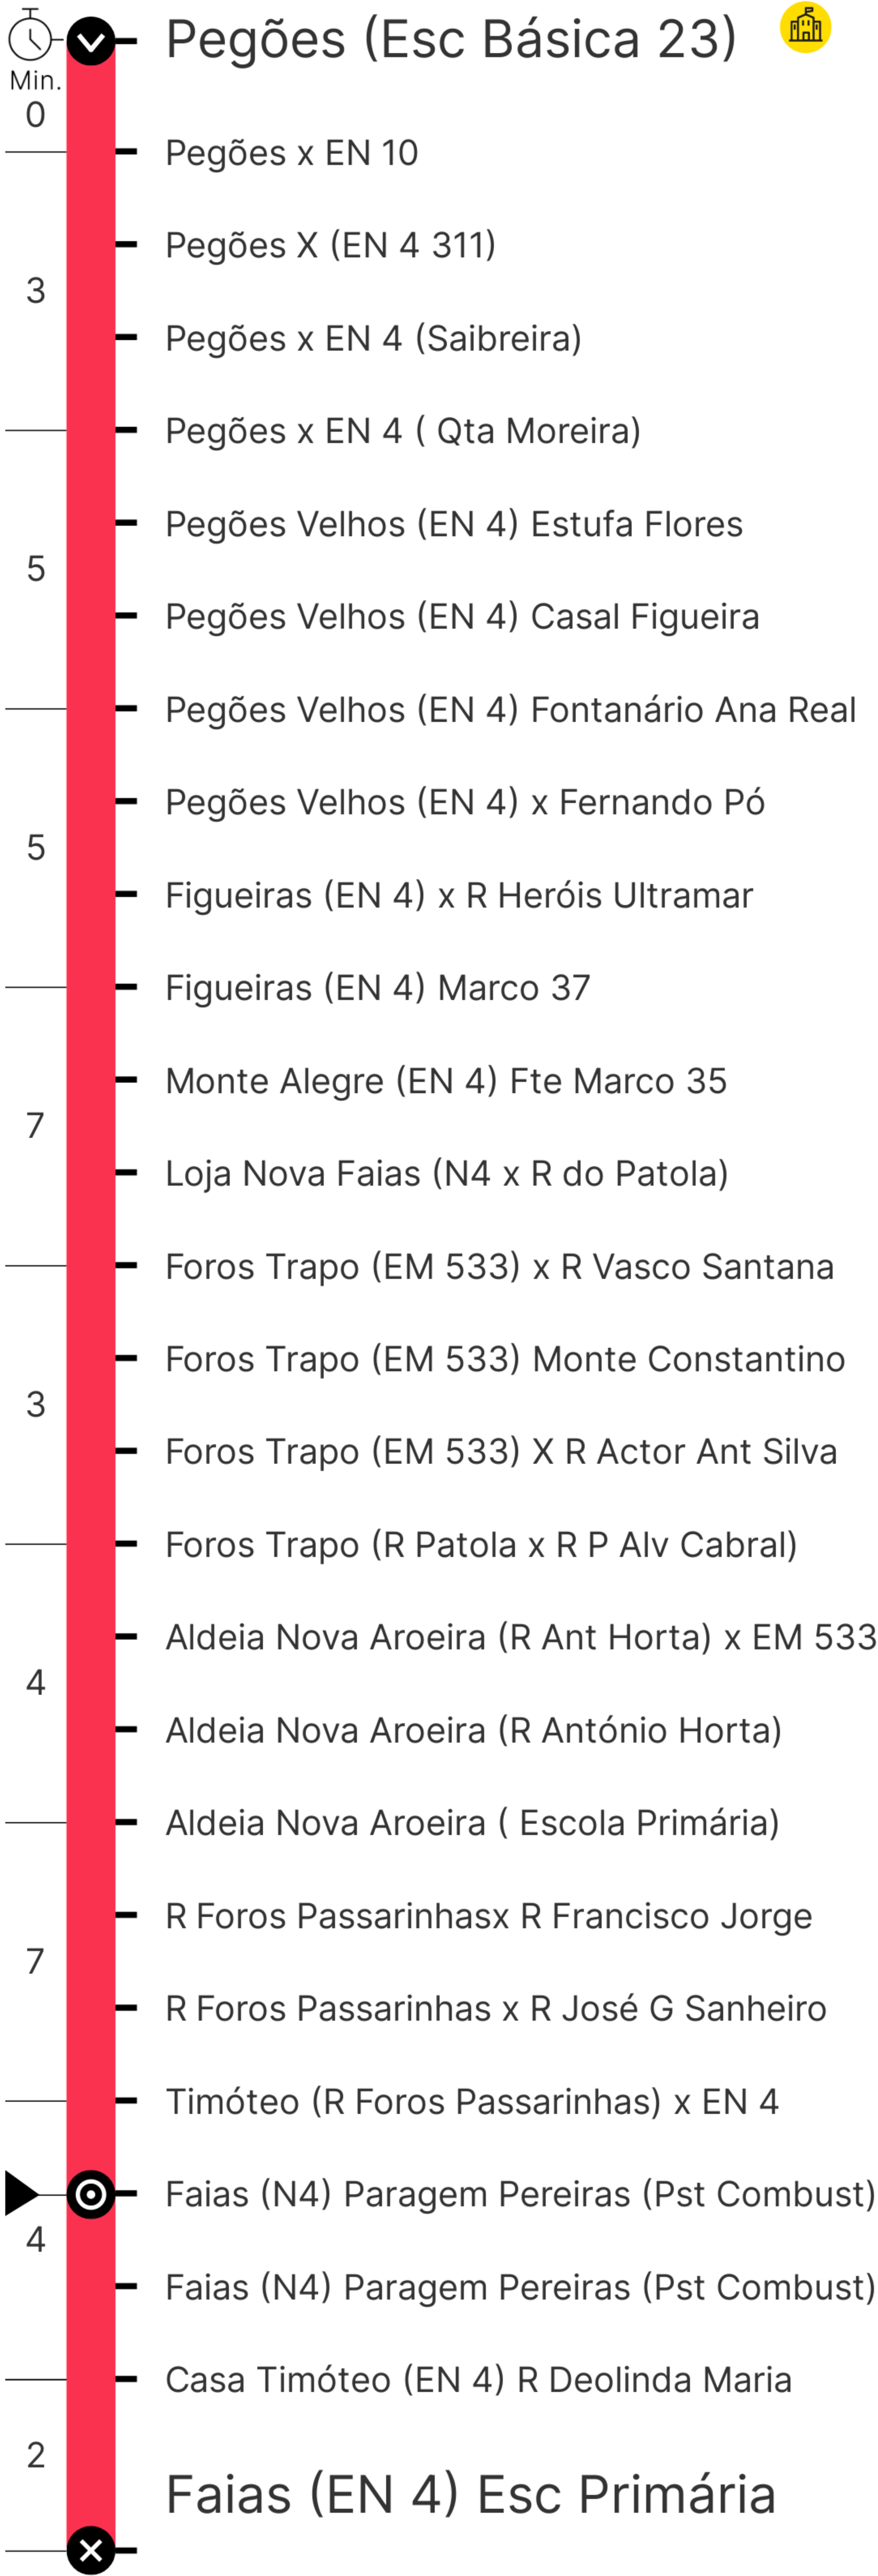 Pegões (Esc Básica 23)
Min.
0
Pegões x EN 10
Pegões X (EN 4 311)
3
Pegões x EN 4 (Saibreira)
Pegões x EN 4 ( Qta Moreira)
Pegões Velhos (EN 4) Estufa Flores
5
Pegões Velhos (EN 4) Casal Figueira
Pegões Velhos (EN 4) Fontanário Ana Real
Pegões Velhos (EN 4) x Fernando Pó
5
Figueiras (EN 4) x R Heróis Ultramar
Figueiras (EN 4) Marco 37
Monte Alegre (EN 4) Fte Marco 35
7
Loja Nova Faias (N4 x R do Patola)
Foros Trapo (EM 533) x R Vasco Santana
Foros Trapo (EM 533) Monte Constantino
3
Foros Trapo (EM 533) X R Actor Ant Silva
Foros Trapo (R Patola x R P Alv Cabral)
Aldeia Nova Aroeira (R Ant Horta) x EM 533
4
Aldeia Nova Aroeira (R António Horta)
Aldeia Nova Aroeira ( Escola Primária)
R Foros Passarinhasx R Francisco Jorge
7
R Foros Passarinhas x R José G Sanheiro
Timóteo (R Foros Passarinhas) x EN 4
Faias (N4) Paragem Pereiras (Pst Combust)
4
Faias (N4) Paragem Pereiras (Pst Combust)
Casa Timóteo (EN 4) R Deolinda Maria
2
Faias (EN 4) Esc Primária